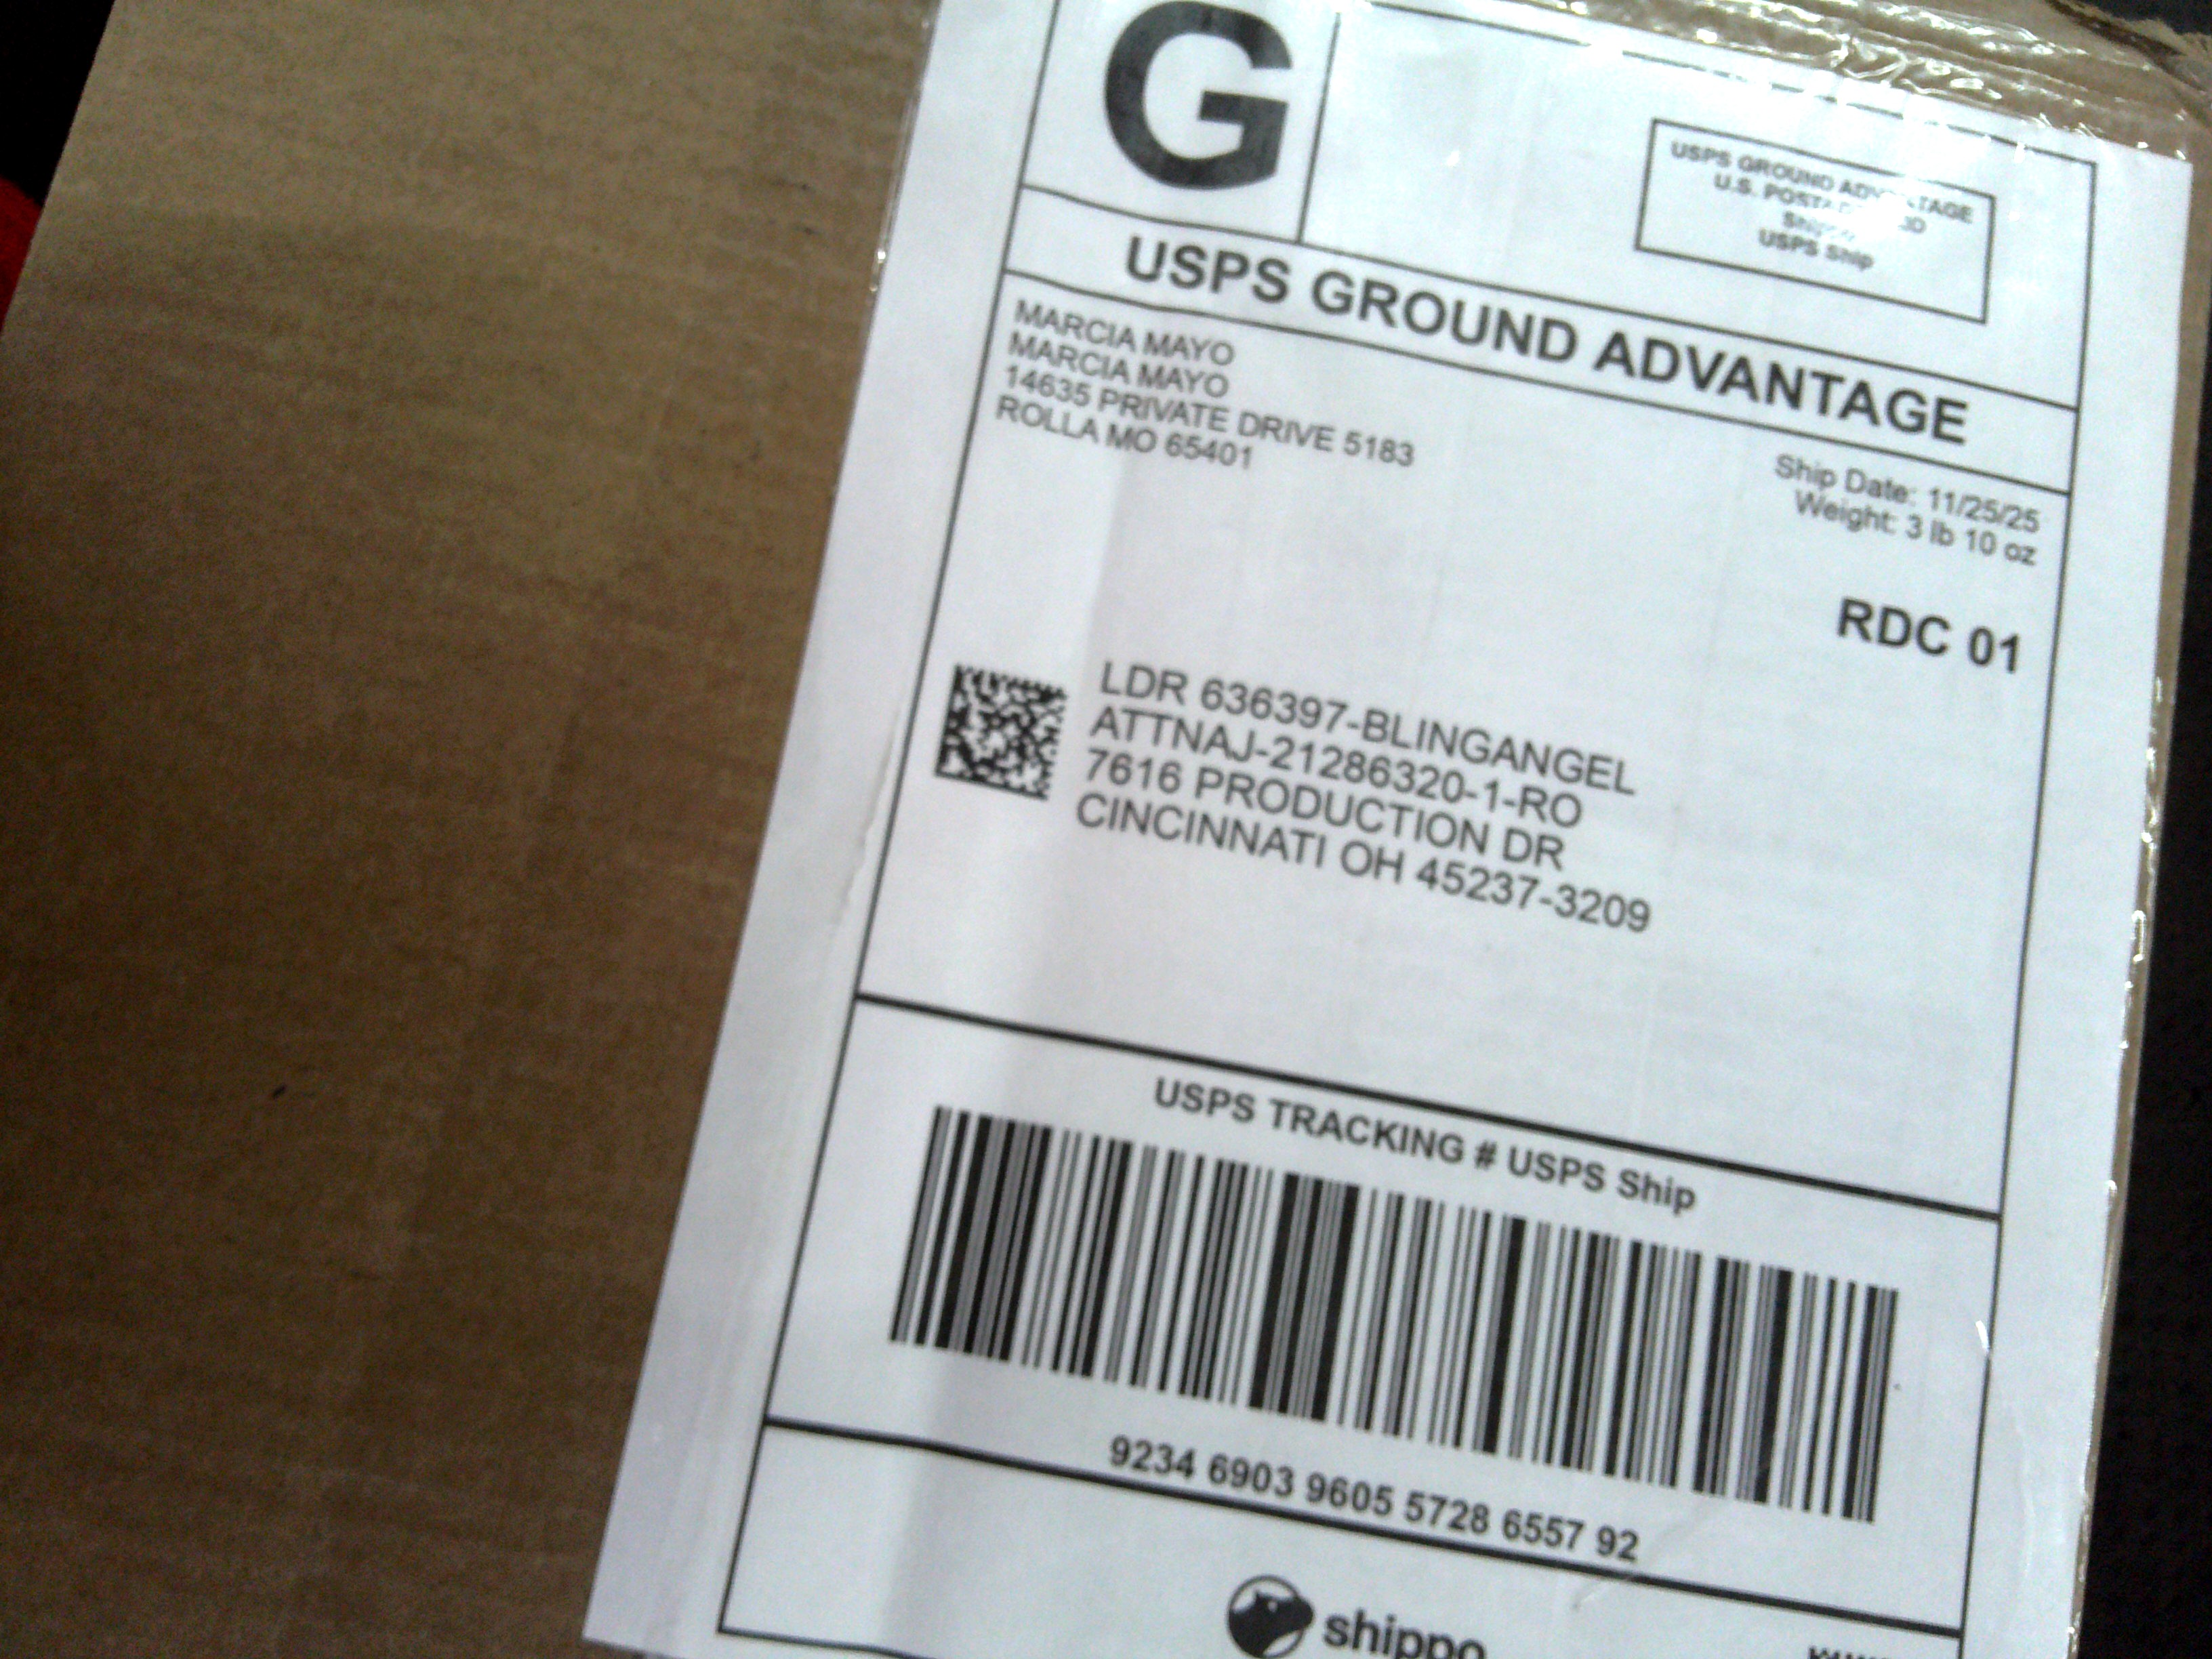 G
USPS GROUND ADVANTAGE
U.S. POSTAGE
USPS Ship
USPS GROUND ADVANTAGE
MARCIA MAYO
MARCIA MAYO
14635 PRIVATE DRIVE 5183
ROLLA MO 65401
Ship Date: 11/25/25
Weight: 3 lb 10 oz
RDC 01
LDR 636397-BLINGANGEL
ATTNAJ-21286320-1-RO
7616 PRODUCTION DR
CINCINNATI OH 45237-3209
USPS TRACKING # USPS Ship
9234 6903 9605 5728 6557 92
shippo